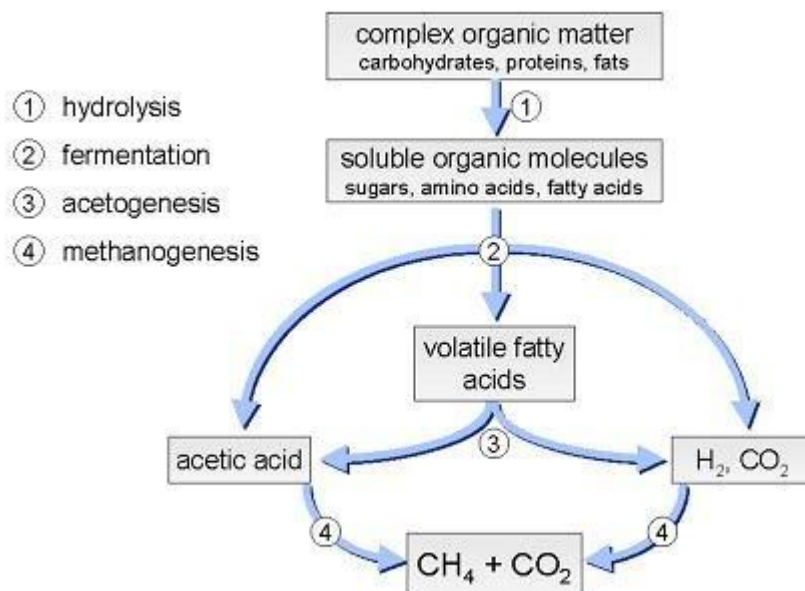 complex organic matter
carbohydrates, proteins, fats
① hydrolysis
① 
② fermentation
soluble organic molecules
sugars, amino acids, fatty acids
③ acetogenesis
④ methanogenesis
②
volatile fatty
acids
③
acetic acid
H₂, CO₂
④
④
CH₄ + CO₂